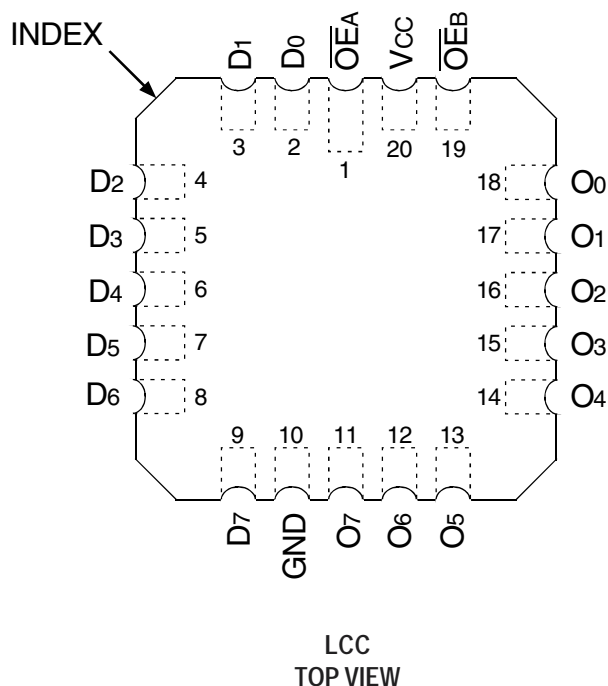 INDEX
D1 D0 O̅E̅A VCC O̅E̅B
3 2 1 20 19
D2 4 18 O0
D3 5 17 O1
D4 6 16 O2
D5 7 15 O3
D6 8 14 O4
9 10 11 12 13
D7 GND O7 O6 O5
LCC
TOP VIEW